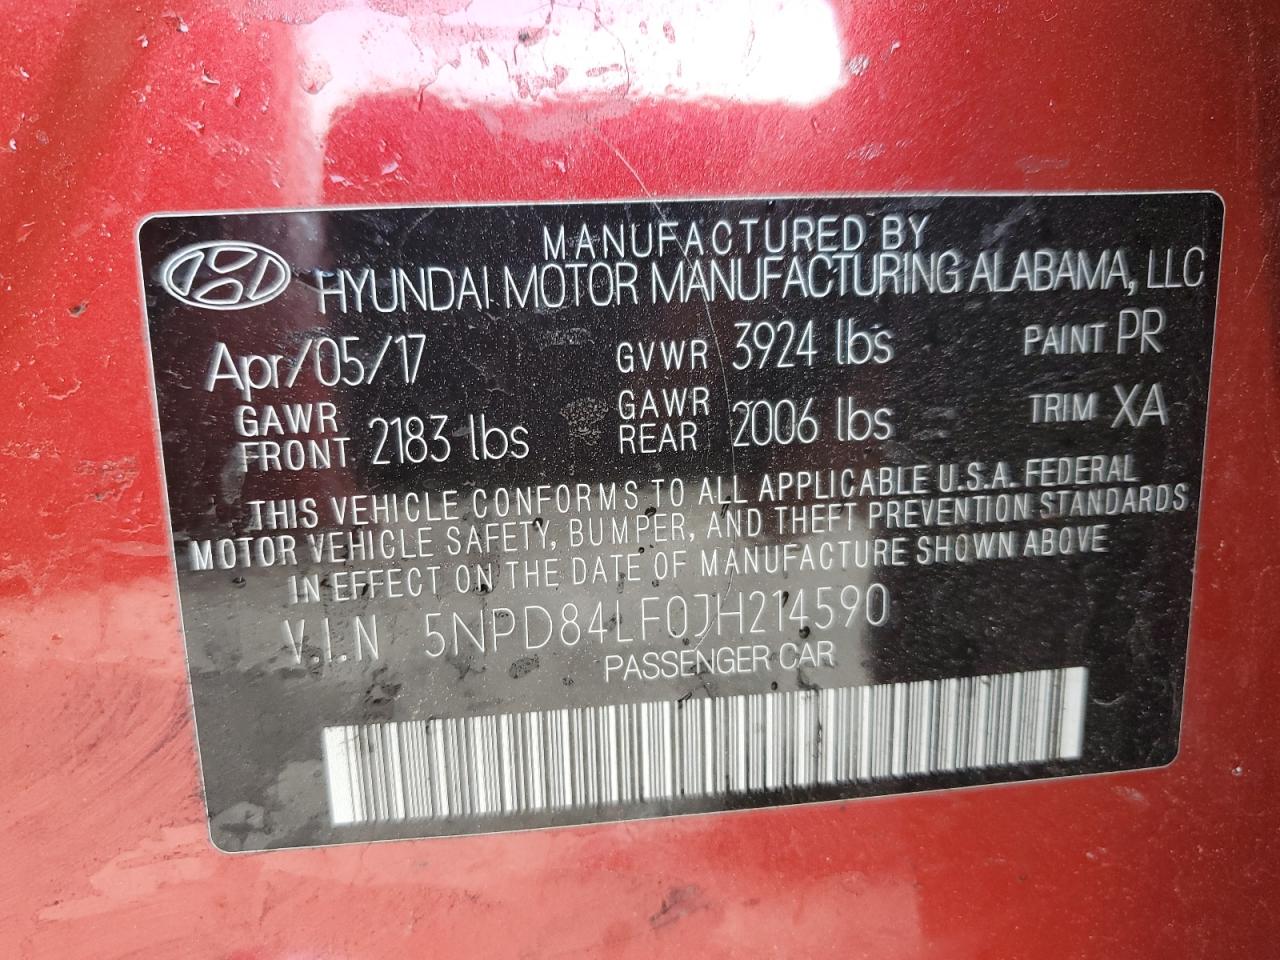 MANUFACTURED BY
HYUNDAI MOTOR MANUFACTURING ALABAMA, LLC
Apr/05/17 GVWR 3924 lbs PAINT PR
GAWR FRONT 2183 lbs GAWR REAR 2006 lbs TRIM XA
THIS VEHICLE CONFORMS TO ALL APPLICABLE U.S.A. FEDERAL
MOTOR VEHICLE SAFETY, BUMPER, AND THEFT PREVENTION STANDARDS
IN EFFECT ON THE DATE OF MANUFACTURE SHOWN ABOVE
V.I.N 5NPD84LF0JH214590
PASSENGER CAR